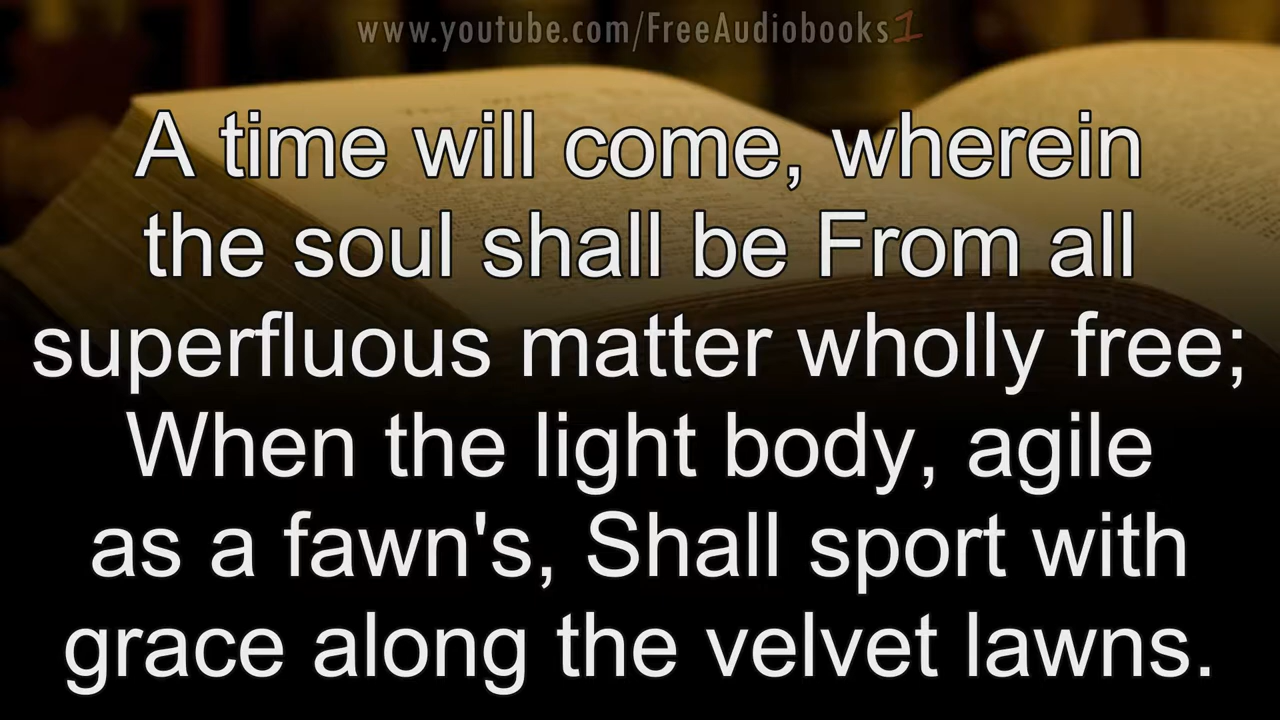 www.youtube.com/FreeAudiobooks1
A time will come, wherein
the soul shall be From all
superfluous matter wholly free;
When the light body, agile
as a fawn's, Shall sport with
grace along the velvet lawns.